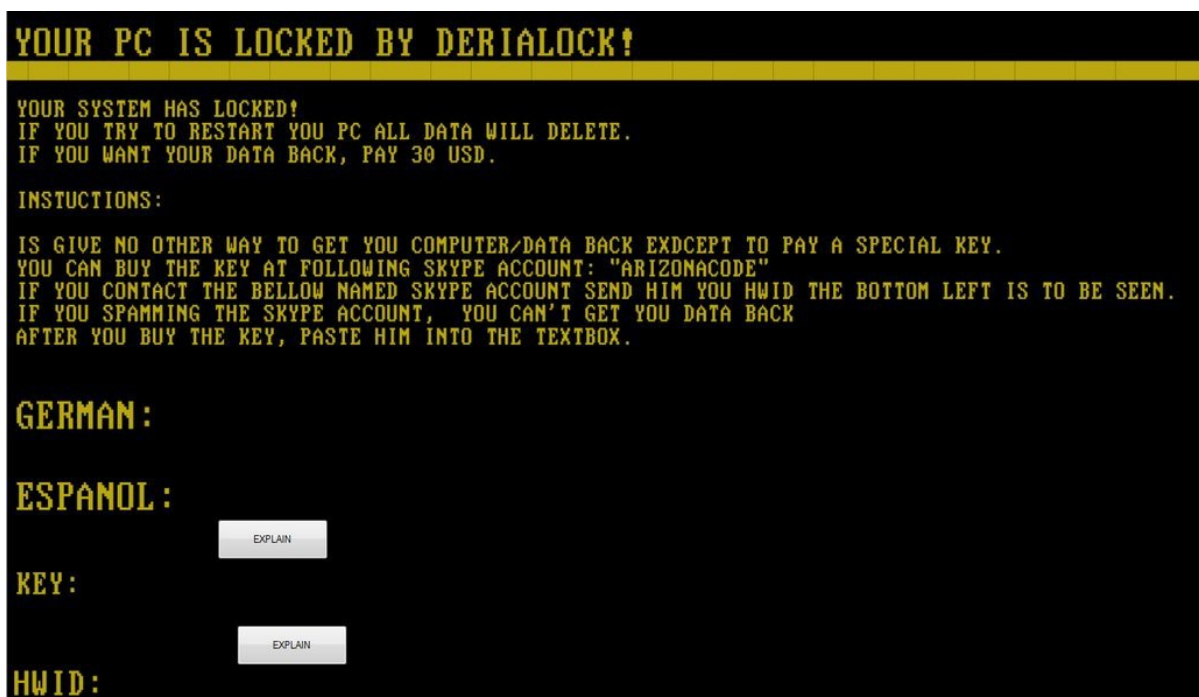 YOUR PC IS LOCKED BY DERIALOCK!
YOUR SYSTEM HAS LOCKED!
IF YOU TRY TO RESTART YOU PC ALL DATA WILL DELETE.
IF YOU WANT YOUR DATA BACK, PAY 30 USD.
INSTUCTIONS:
IS GIVE NO OTHER WAY TO GET YOU COMPUTER/DATA BACK EXDCEPT TO PAY A SPECIAL KEY.
YOU CAN BUY THE KEY AT FOLLOWING SKYPE ACCOUNT: "ARIZONACODE"
IF YOU CONTACT THE BELLOW NAMED SKYPE ACCOUNT SEND HIM YOU HWID THE BOTTOM LEFT IS TO BE SEEN.
IF YOU SPAMMING THE SKYPE ACCOUNT, YOU CAN'T GET YOU DATA BACK
AFTER YOU BUY THE KEY, PASTE HIM INTO THE TEXTBOX.
GERMAN:
ESPANOL:
EXPLAIN
KEY:
EXPLAIN
HWID: